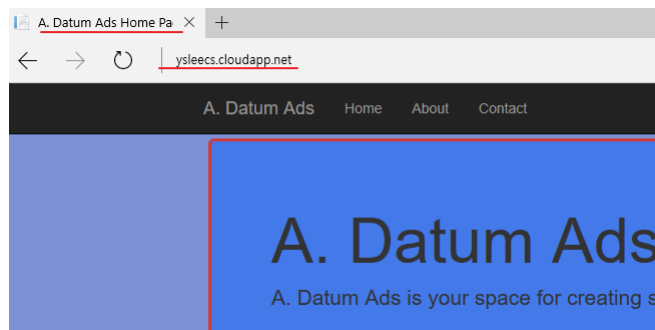 A. Datum Ads Home Pa
ysleecs.cloudapp.net
A. Datum Ads Home About Contact
A. Datum Ads
A. Datum Ads is your space for creating s